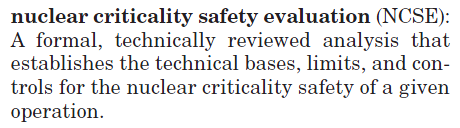 nuclear criticality safety evaluation (NCSE):
A formal, technically reviewed analysis that
establishes the technical bases, limits, and con-
trols for the nuclear criticality safety of a given
operation.